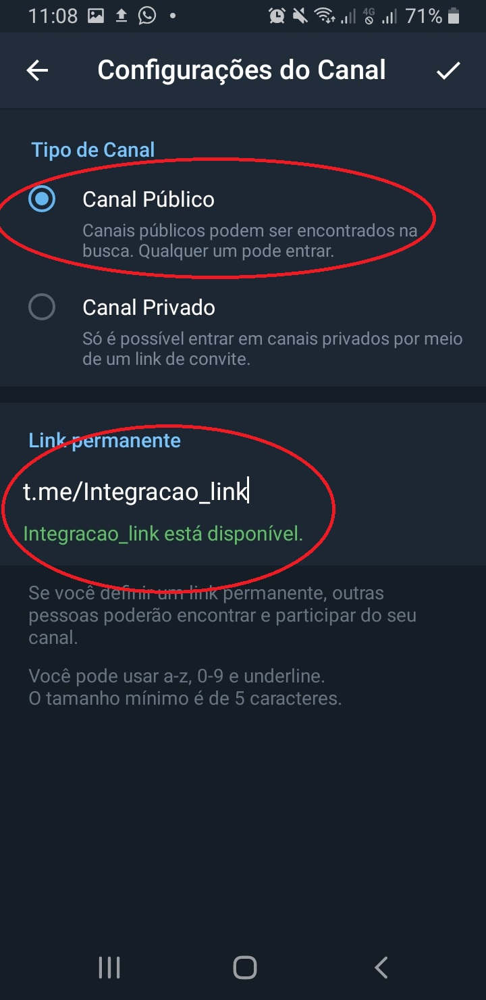 11:08 4G 71%
Configurações do Canal
Tipo de Canal
Canal Público
Canais públicos podem ser encontrados na
busca. Qualquer um pode entrar.
Canal Privado
Só é possível entrar em canais privados por meio
de um link de convite.
Link permanente
t.me/Integracao_link
Integracao_link está disponível.
Se você definir um link permanente, outras
pessoas poderão encontrar e participar do seu
canal.
Você pode usar a-z, 0-9 e underline.
O tamanho mínimo é de 5 caracteres.